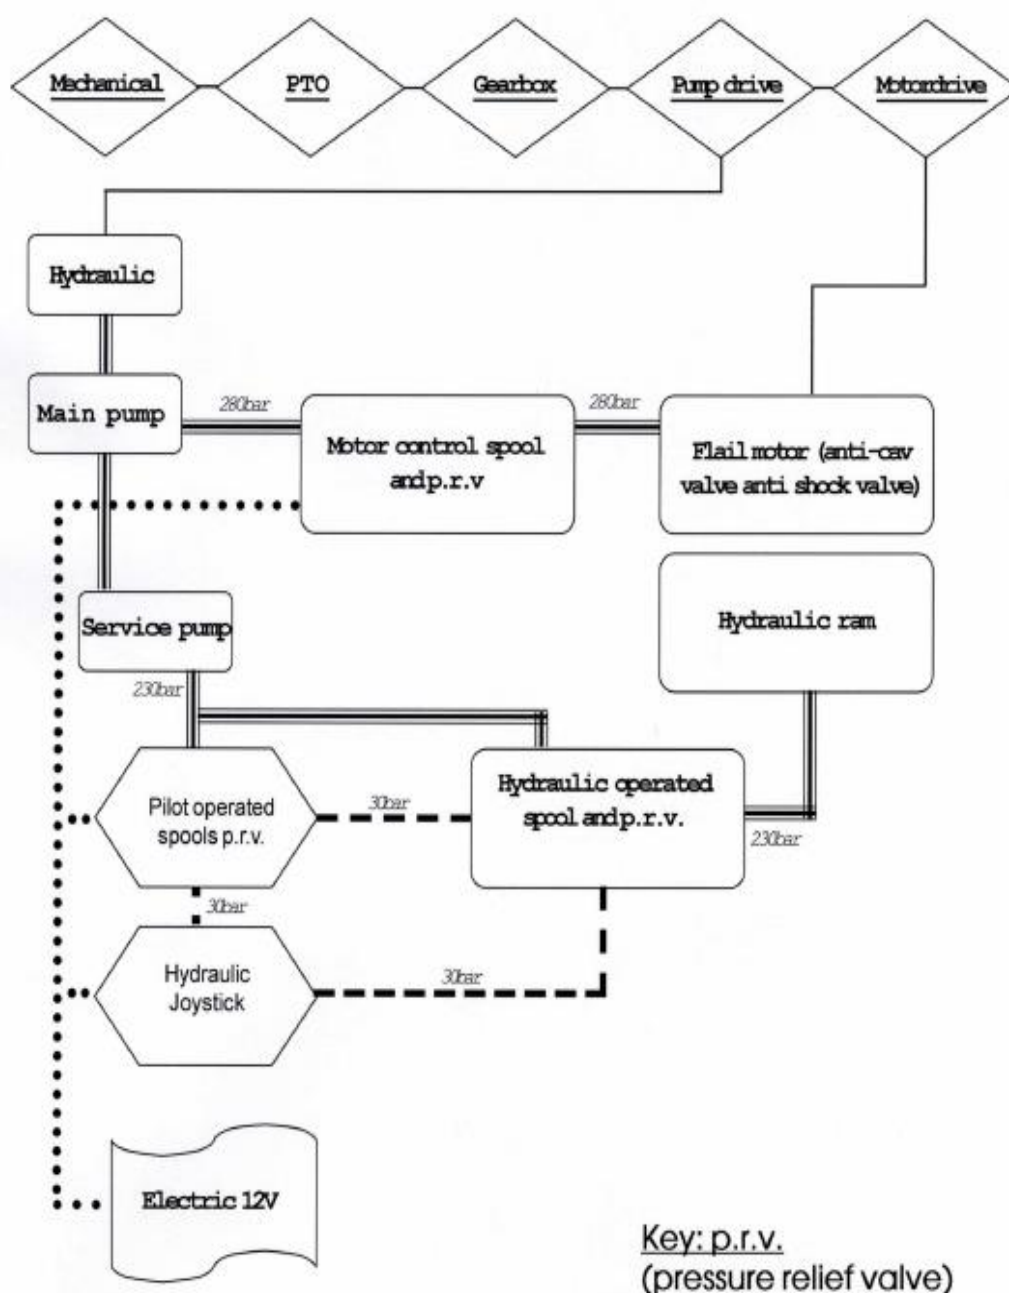 Mechanical
PTO
Gearbox
Pump drive
Motordrive
Hydraulic
Main pump
280bar
Motor control spool
and p.r.v
280bar
Flail motor (anti-cav
valve anti shock valve)
Service pump
Hydraulic ram
230bar
Pilot operated
spools p.r.v.
30bar
Hydraulic operated
spool and p.r.v.
230bar
30bar
Hydraulic
Joystick
30bar
Electric 12V
Key: p.r.v.
(pressure relief valve)